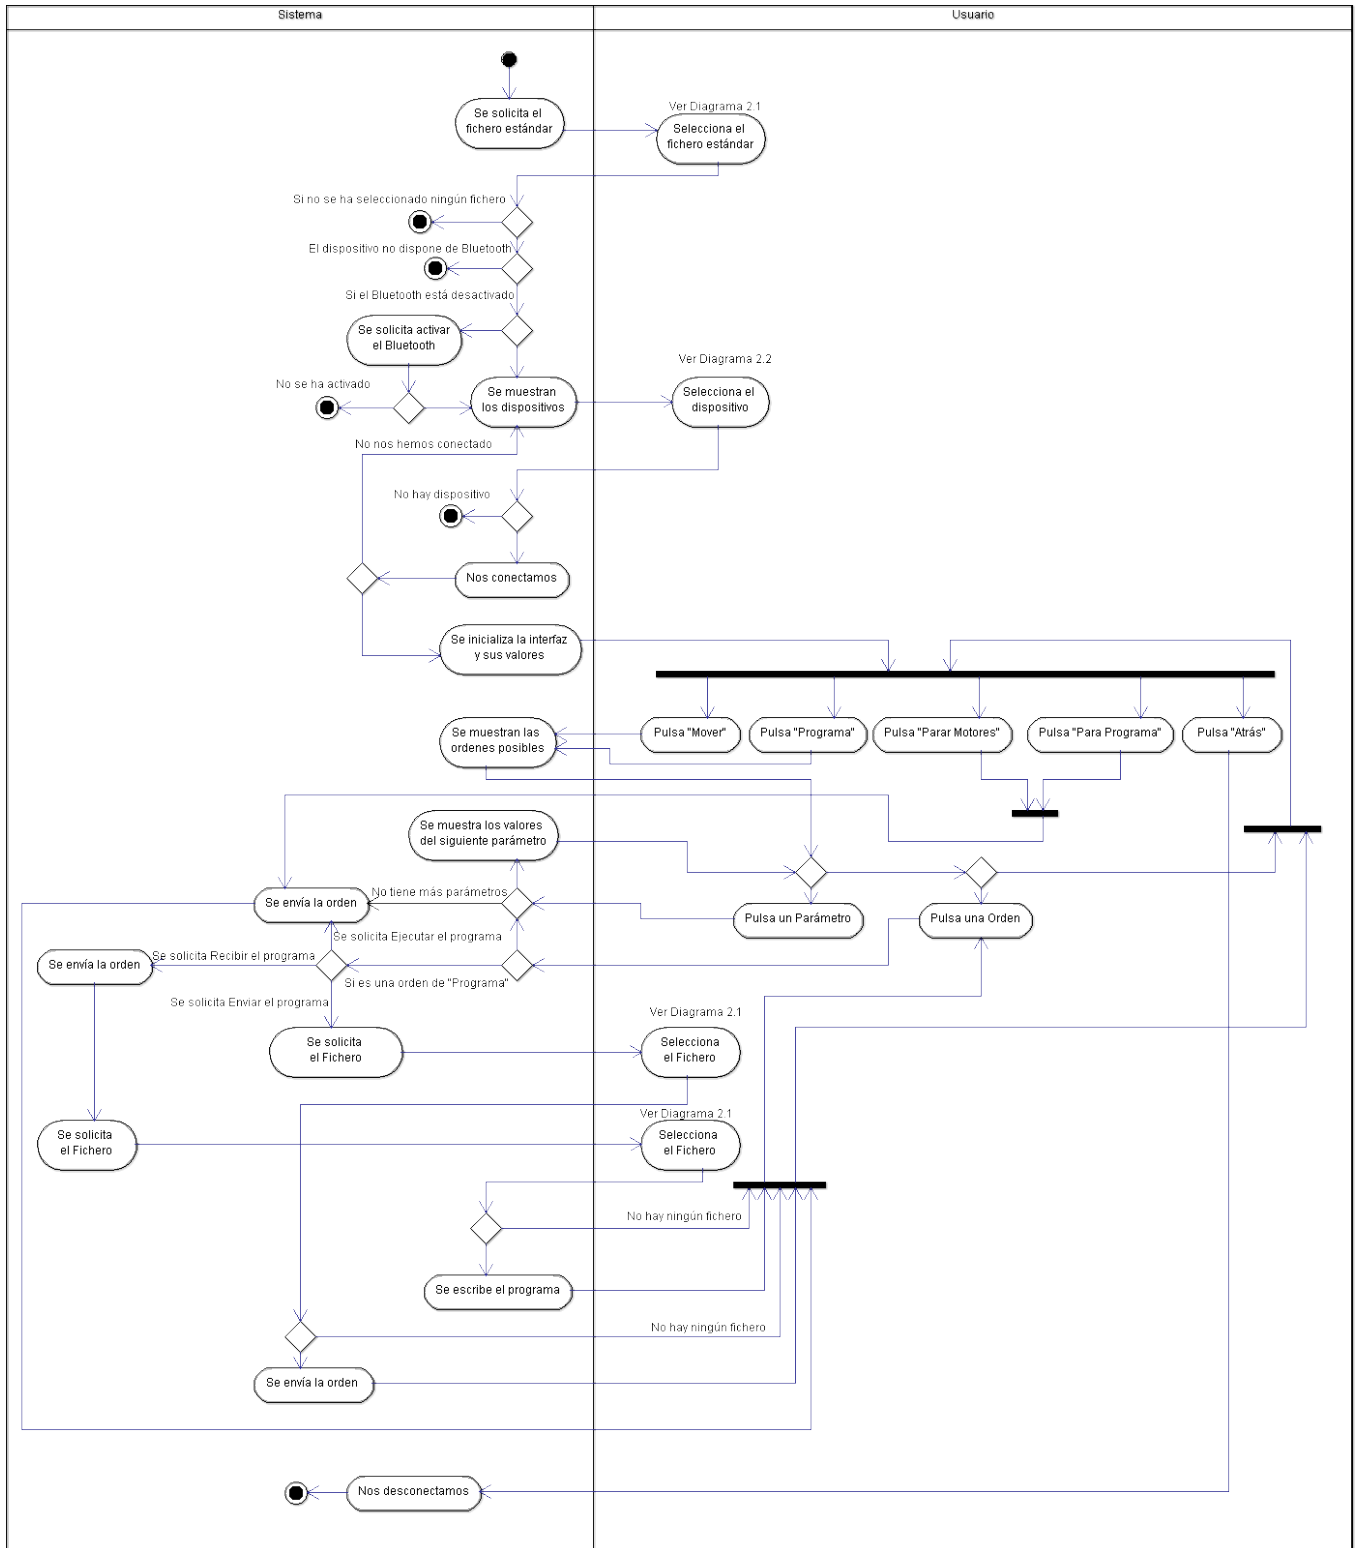 Sistema
Usuario
Se solicita el
fichero estándar
Ver Diagrama 2.1
Selecciona el
fichero estándar
Si no se ha seleccionado ningún fichero
El dispositivo no dispone de Bluetooth
Si el Bluetooth está desactivado
Se solicita activar
el Bluetooth
No se ha activado
Se muestran
los dispositivos
Ver Diagrama 2.2
Selecciona el
dispositivo
No nos hemos conectado
No hay dispositivo
Nos conectamos
Se inicializa la interfaz
y sus valores
Se muestran las
ordenes posibles
Pulsa "Mover"
Pulsa "Programa"
Pulsa "Parar Motores"
Pulsa "Para Programa"
Pulsa "Atrás"
Se muestra los valores
del siguiente parámetro
Se envía la orden
No tiene más parámetros
Pulsa un Parámetro
Pulsa una Orden
Se solicita Ejecutar el programa
Se envía la orden
Se solicita Recibir el programa
Si es una orden de "Programa"
Se solicita Enviar el programa
Ver Diagrama 2.1
Se solicita
el Fichero
Selecciona
el Fichero
Ver Diagrama 2.1
Se solicita
el Fichero
Selecciona
el Fichero
No hay ningún fichero
Se escribe el programa
No hay ningún fichero
Se envía la orden
Nos desconectamos